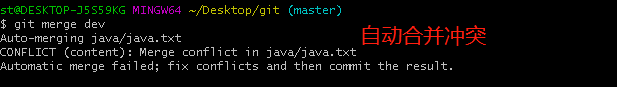 st@DESKTOP-J5S59KG MINGW64 ~/Desktop/git (master)
$ git merge dev
Auto-merging java/java.txt
自动合并冲突
CONFLICT (content): Merge conflict in java/java.txt
Automatic merge failed; fix conflicts and then commit the result.